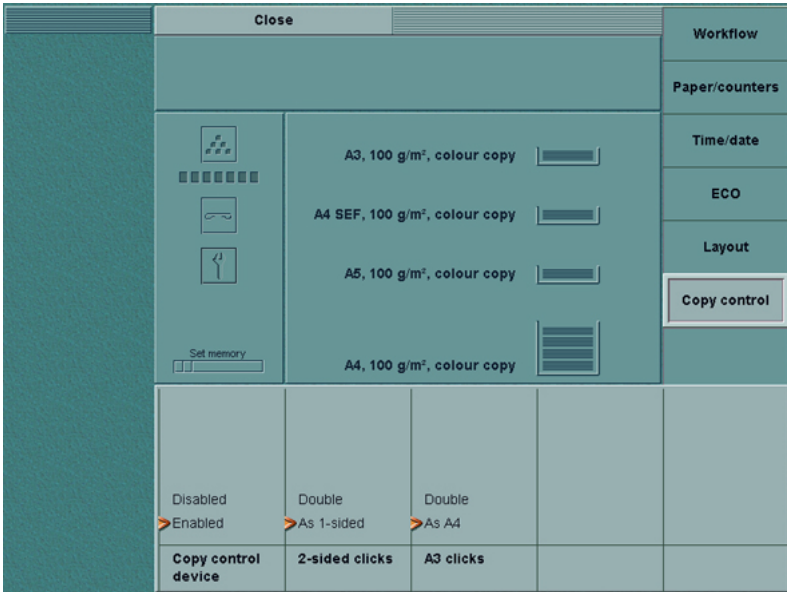 Close
Workflow
Paper/counters
Time/date
ECO
Layout
Copy control
A3, 100 g/m², colour copy
A4 SEF, 100 g/m², colour copy
A5, 100 g/m², colour copy
Set memory
A4, 100 g/m², colour copy
Disabled
Enabled
Copy control
device
Double
As 1-sided
2-sided clicks
Double
As A4
A3 clicks